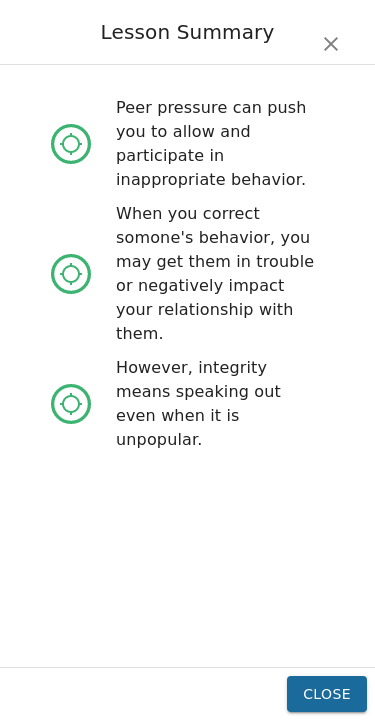 Lesson Summary
Peer pressure can push
you to allow and
participate in
inappropriate behavior.
When you correct
somone's behavior, you
may get them in trouble
or negatively impact
your relationship with
them.
However, integrity
means speaking out
even when it is
unpopular.
CLOSE